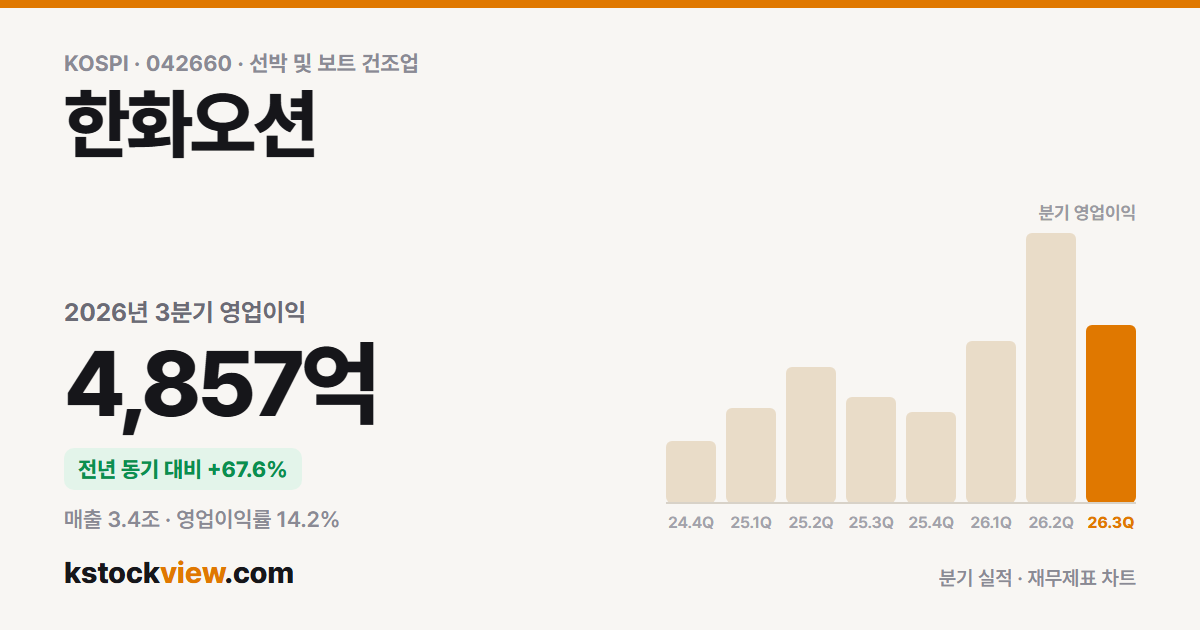 KOSPI · 042660 · 선박 및 보트 건조업
한화오션
분기 영업이익
2026년 3분기 영업이익
4,857억
전년 동기 대비 +67.6%
매출 3.4조 · 영업이익률 14.2%
24.4Q 25.1Q 25.2Q 25.3Q 25.4Q 26.1Q 26.2Q 26.3Q
kstockview.com
분기 실적 · 재무제표 차트